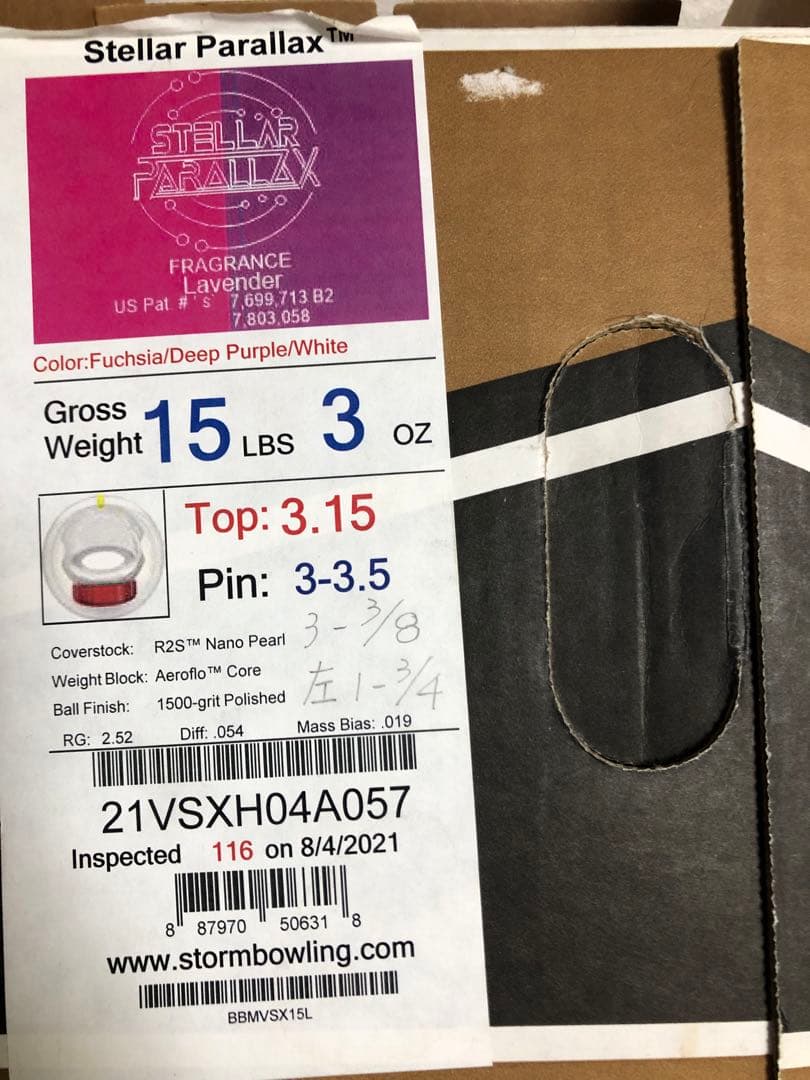 Stellar Parallax™
STELLAR
PARALLAX
FRAGRANCE
Lavender
US Pat. #'s 7,699,713 B2
7,803,058
Color:Fuchsia/Deep Purple/White
Gross Weight 15 LBS 3 OZ
Top: 3.15
Pin: 3-3.5
3-3/8
Coverstock: R2S™ Nano Pearl
Weight Block: Aeroflo™ Core
左 1-3/4
Ball Finish: 1500-grit Polished
RG: 2.52 Diff: .054 Mass Bias: .019
21VSXH04A057
Inspected 116 on 8/4/2021
8 87970 50631 8
www.stormbowling.com
BBMVSX15L